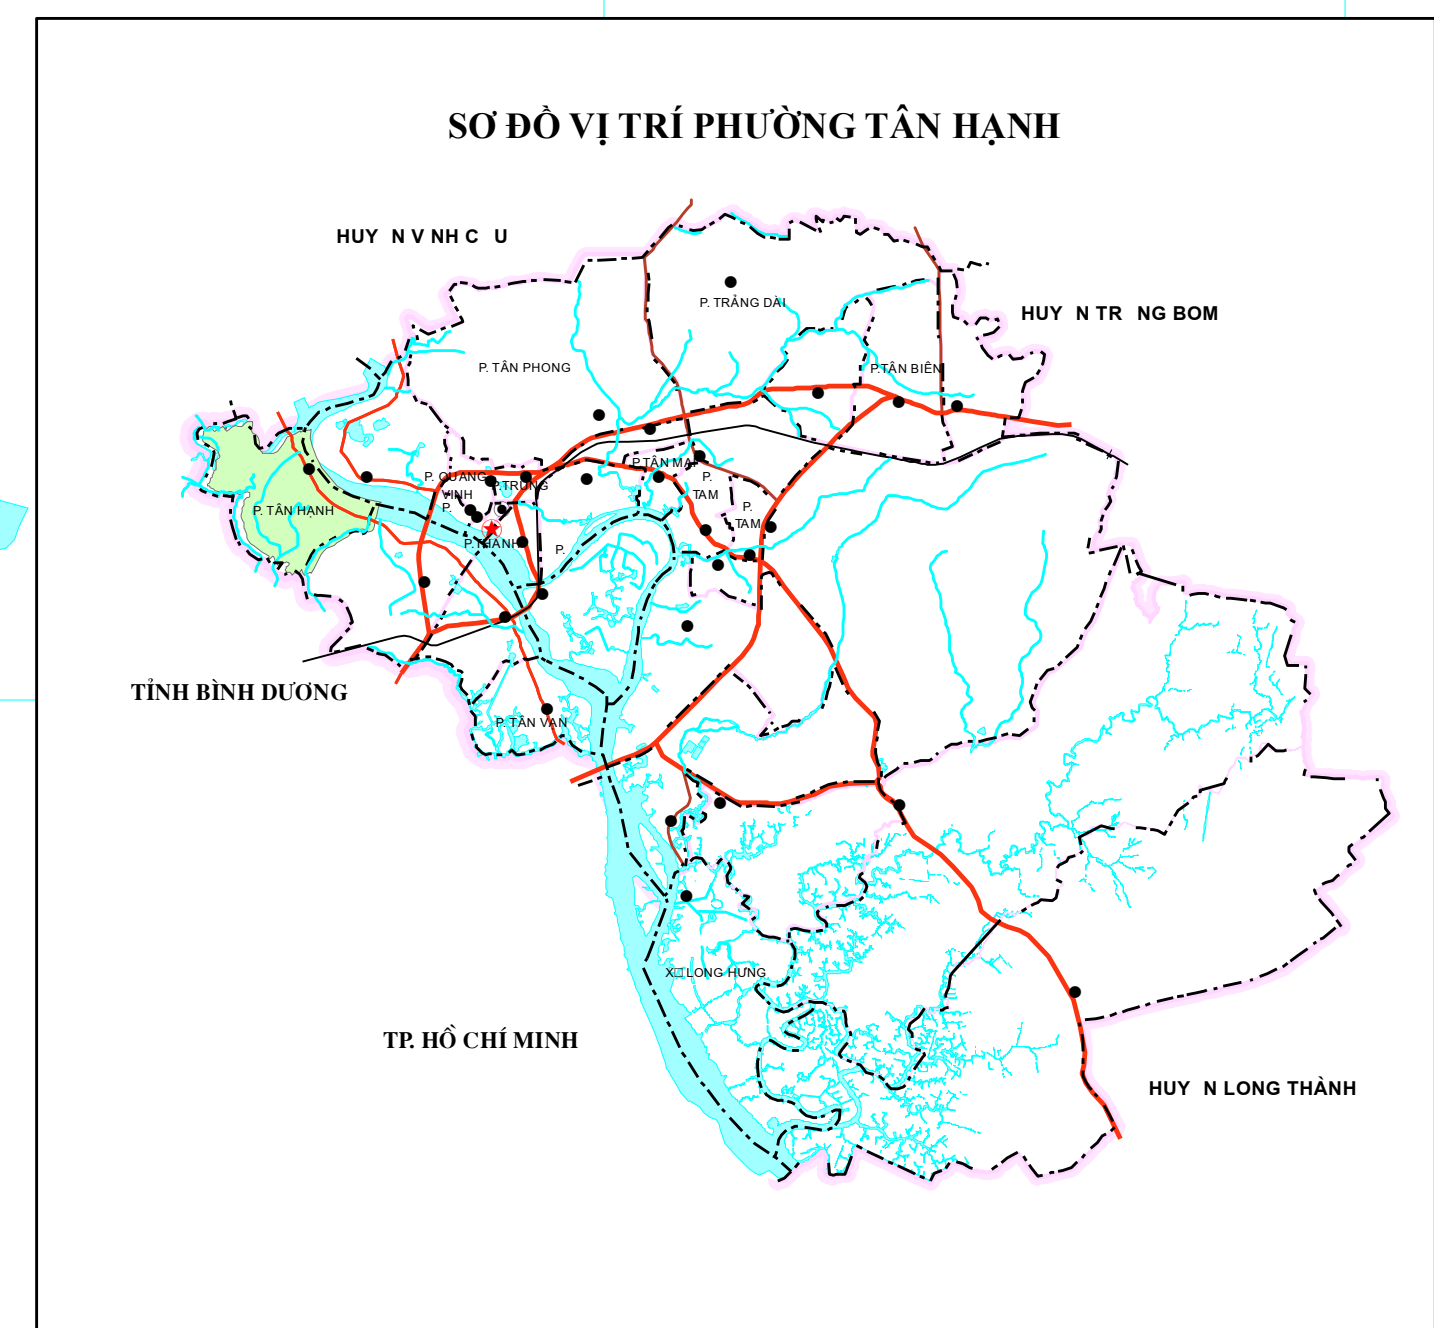 SƠ ĐỒ VỊ TRÍ PHƯỜNG TÂN HẠNH
HUY N V NH C U
P. TRẢNG DÀI
HUY N TR NG BOM
P. TÂN PHONG
P.TÂN BIÊN
P.TÂN MAI
P. QUANG
VINH
P.TRUNG
P.
TAM
P.
P.
TAM
P. TÂN HẠNH
P.THANH
P.
TỈNH BÌNH DƯƠNG
P. TÂN VẠN
X□ LONG HƯNG
TP. HỒ CHÍ MINH
HUY N LONG THÀNH